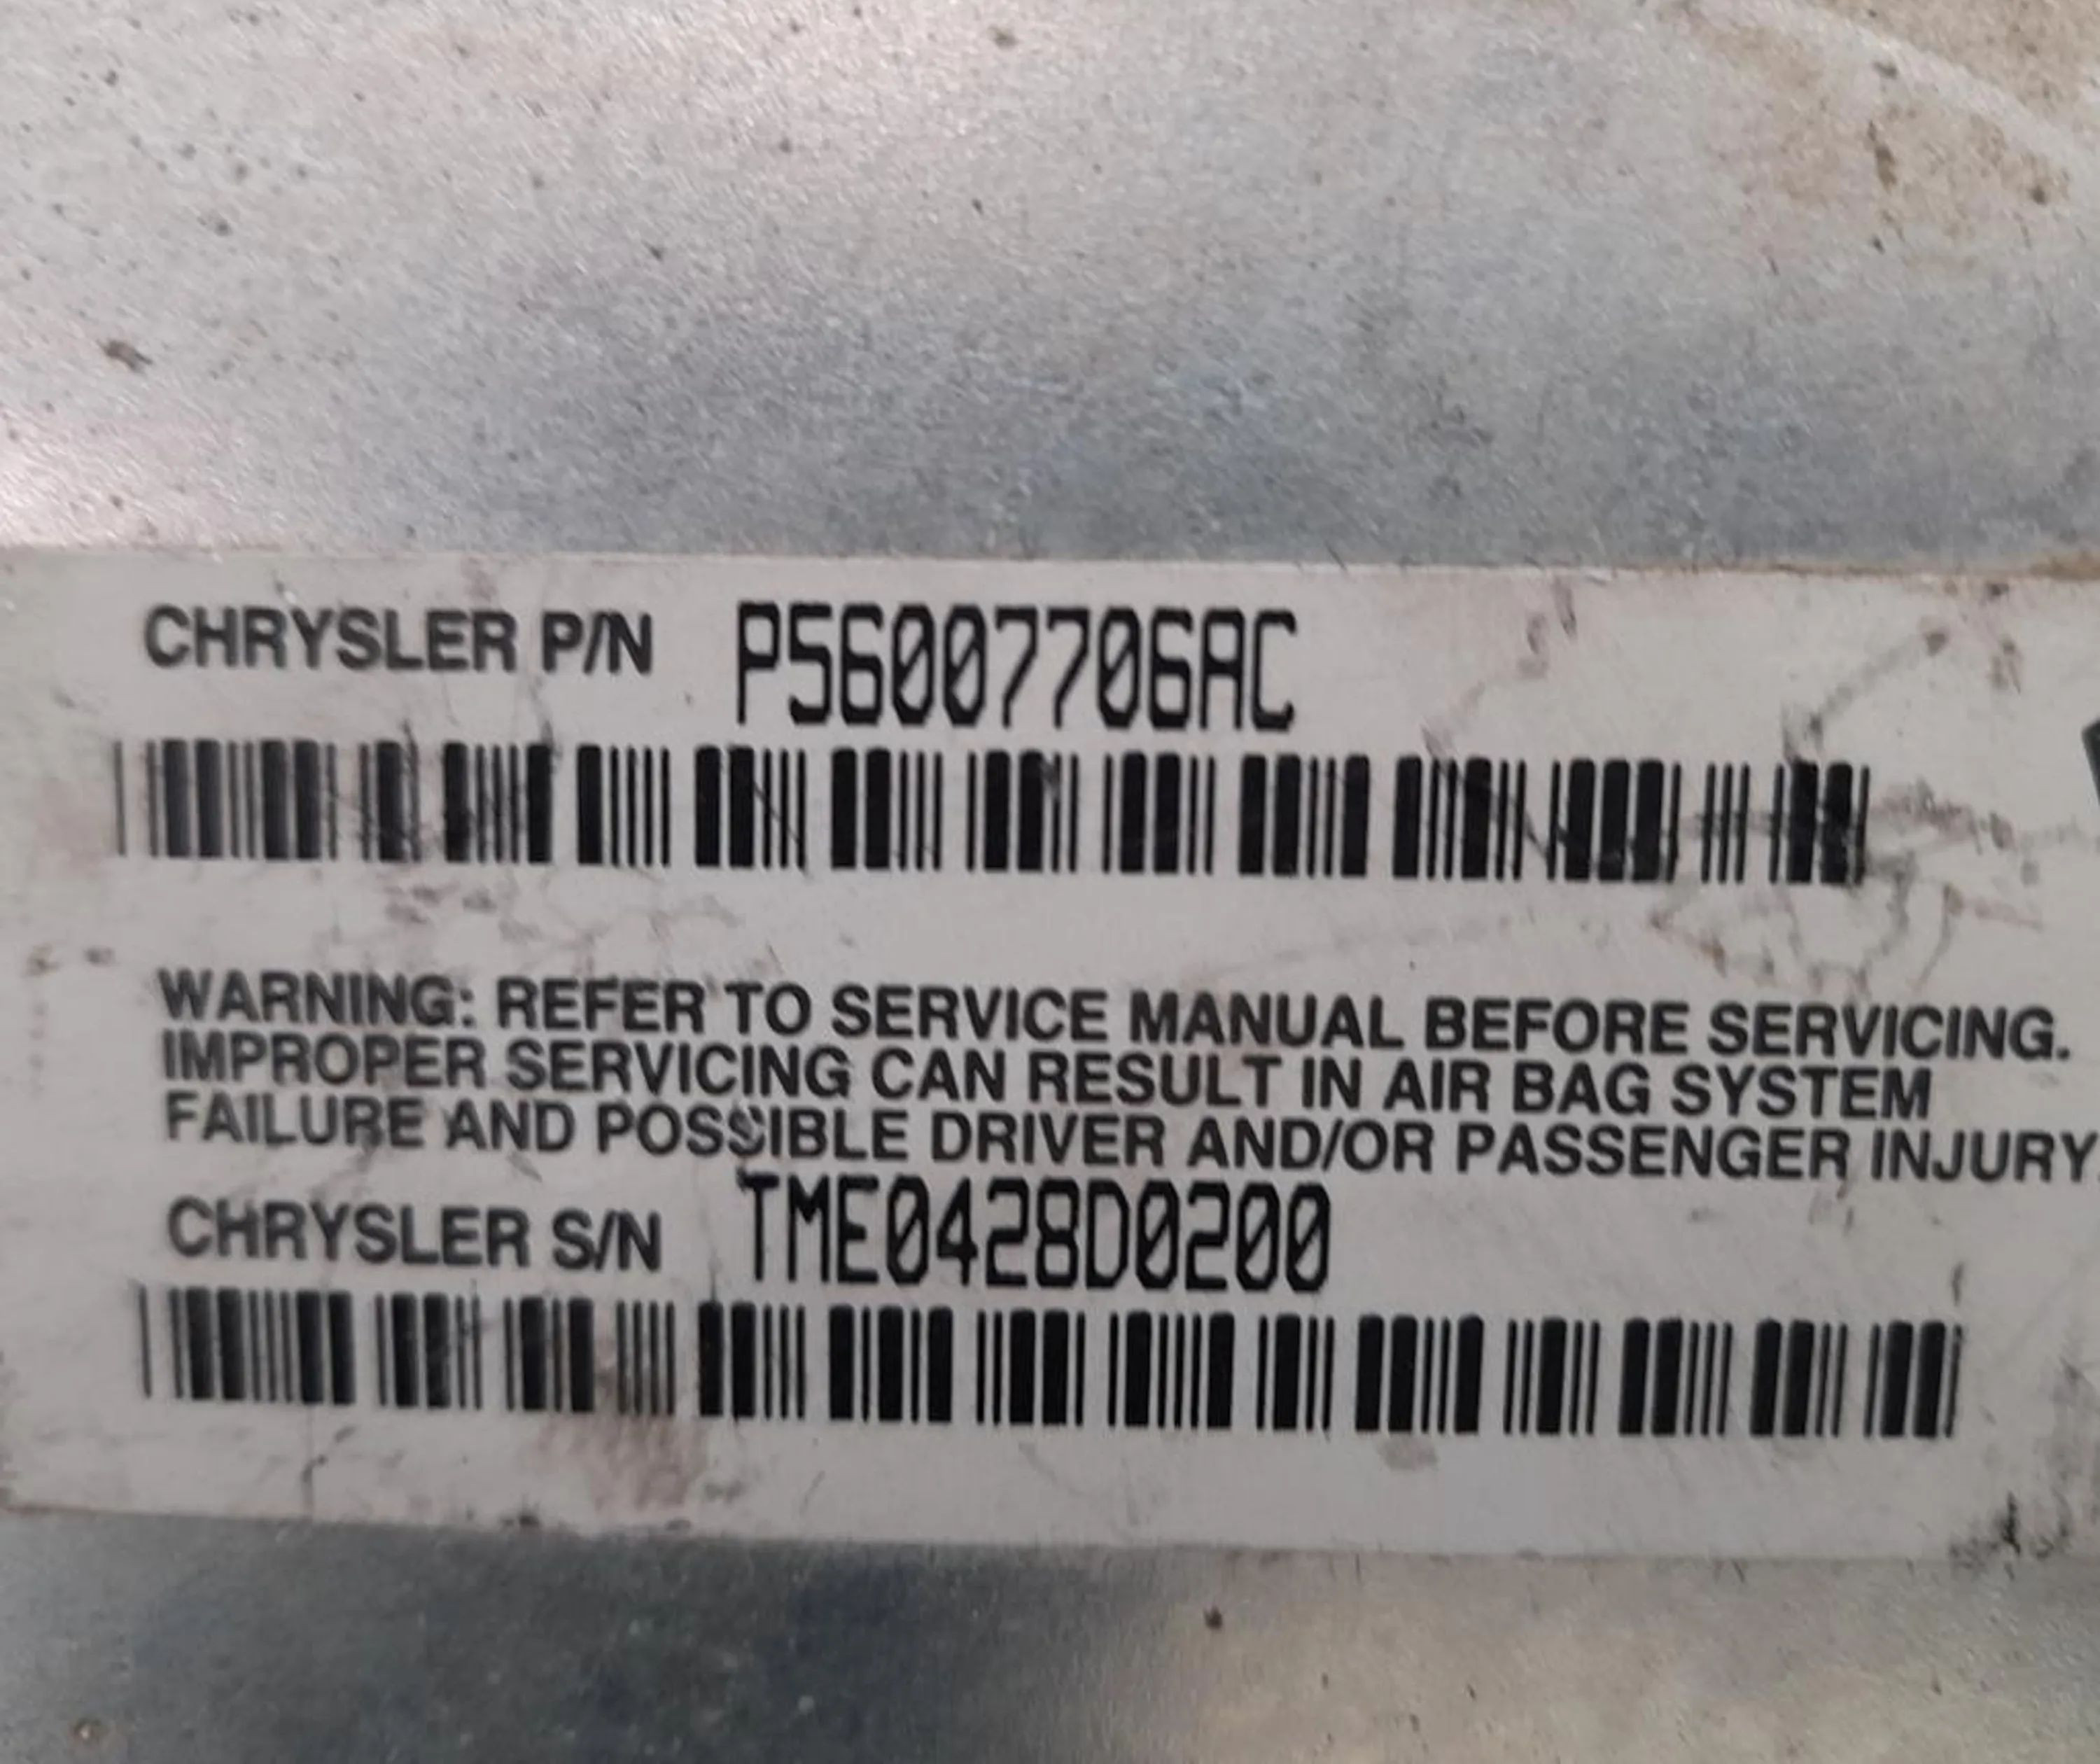 CHRYSLER P/N P56007706AC
WARNING: REFER TO SERVICE MANUAL BEFORE SERVICING.
IMPROPER SERVICING CAN RESULT IN AIR BAG SYSTEM
FAILURE AND POSSIBLE DRIVER AND/OR PASSENGER INJURY.
CHRYSLER S/N TME0428D0200